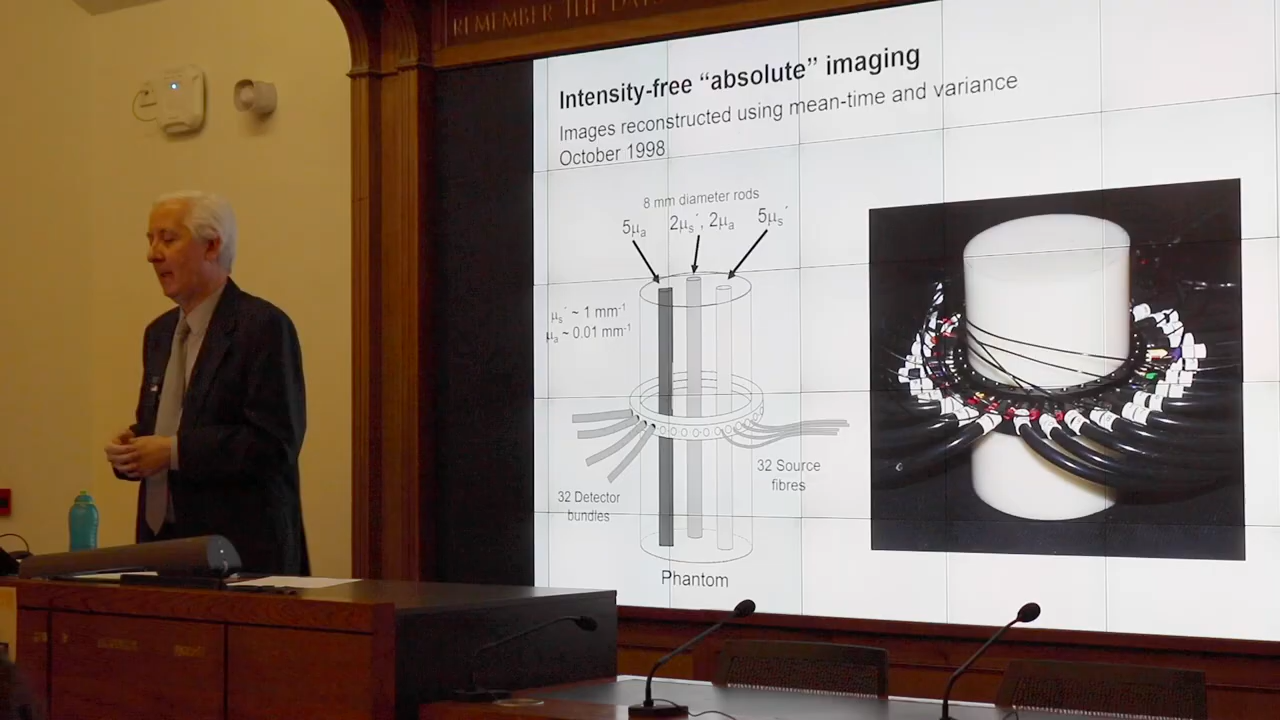 REMEMBER THE DAYS
Intensity-free “absolute” imaging
Images reconstructed using mean-time and variance
October 1998
8 mm diameter rods
5μa 2μs´, 2μa 5μs´
μs´ ~ 1 mm-1
μa ~ 0.01 mm-1
32 Source
fibres
32 Detector
bundles
Phantom